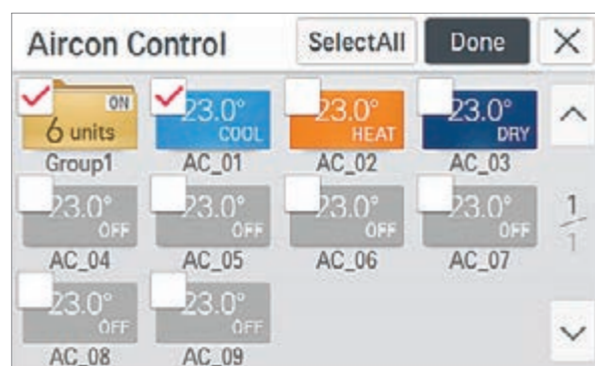 Aircon Control SelectAll Done
ON
6 units
Group1
23.0°
COOL
AC_01
23.0°
HEAT
AC_02
23.0°
DRY
AC_03
23.0°
OFF
AC_04
23.0°
OFF
AC_05
23.0°
OFF
AC_06
23.0°
OFF
AC_07
1
1
23.0°
OFF
AC_08
23.0°
OFF
AC_09